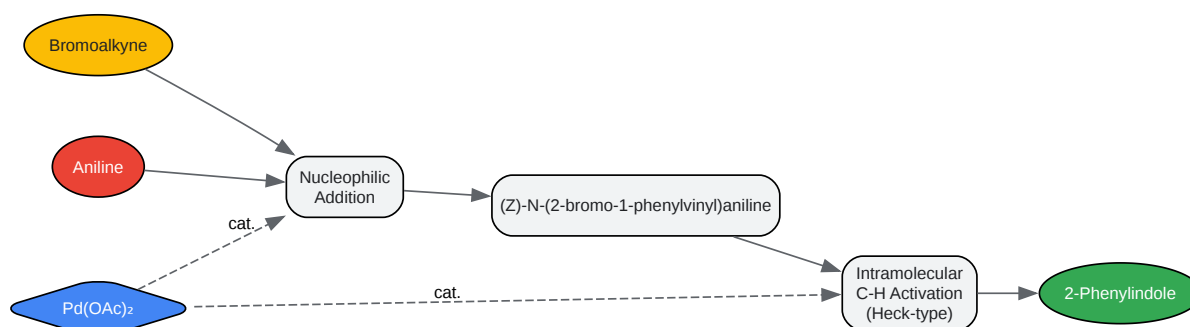 Bromoalkyne
Aniline
Nucleophilic
Addition
cat.
(Z)-N-(2-bromo-1-phenylvinyl)aniline
Pd(OAc)₂
cat.
Intramolecular
C-H Activation
(Heck-type)
2-Phenylindole